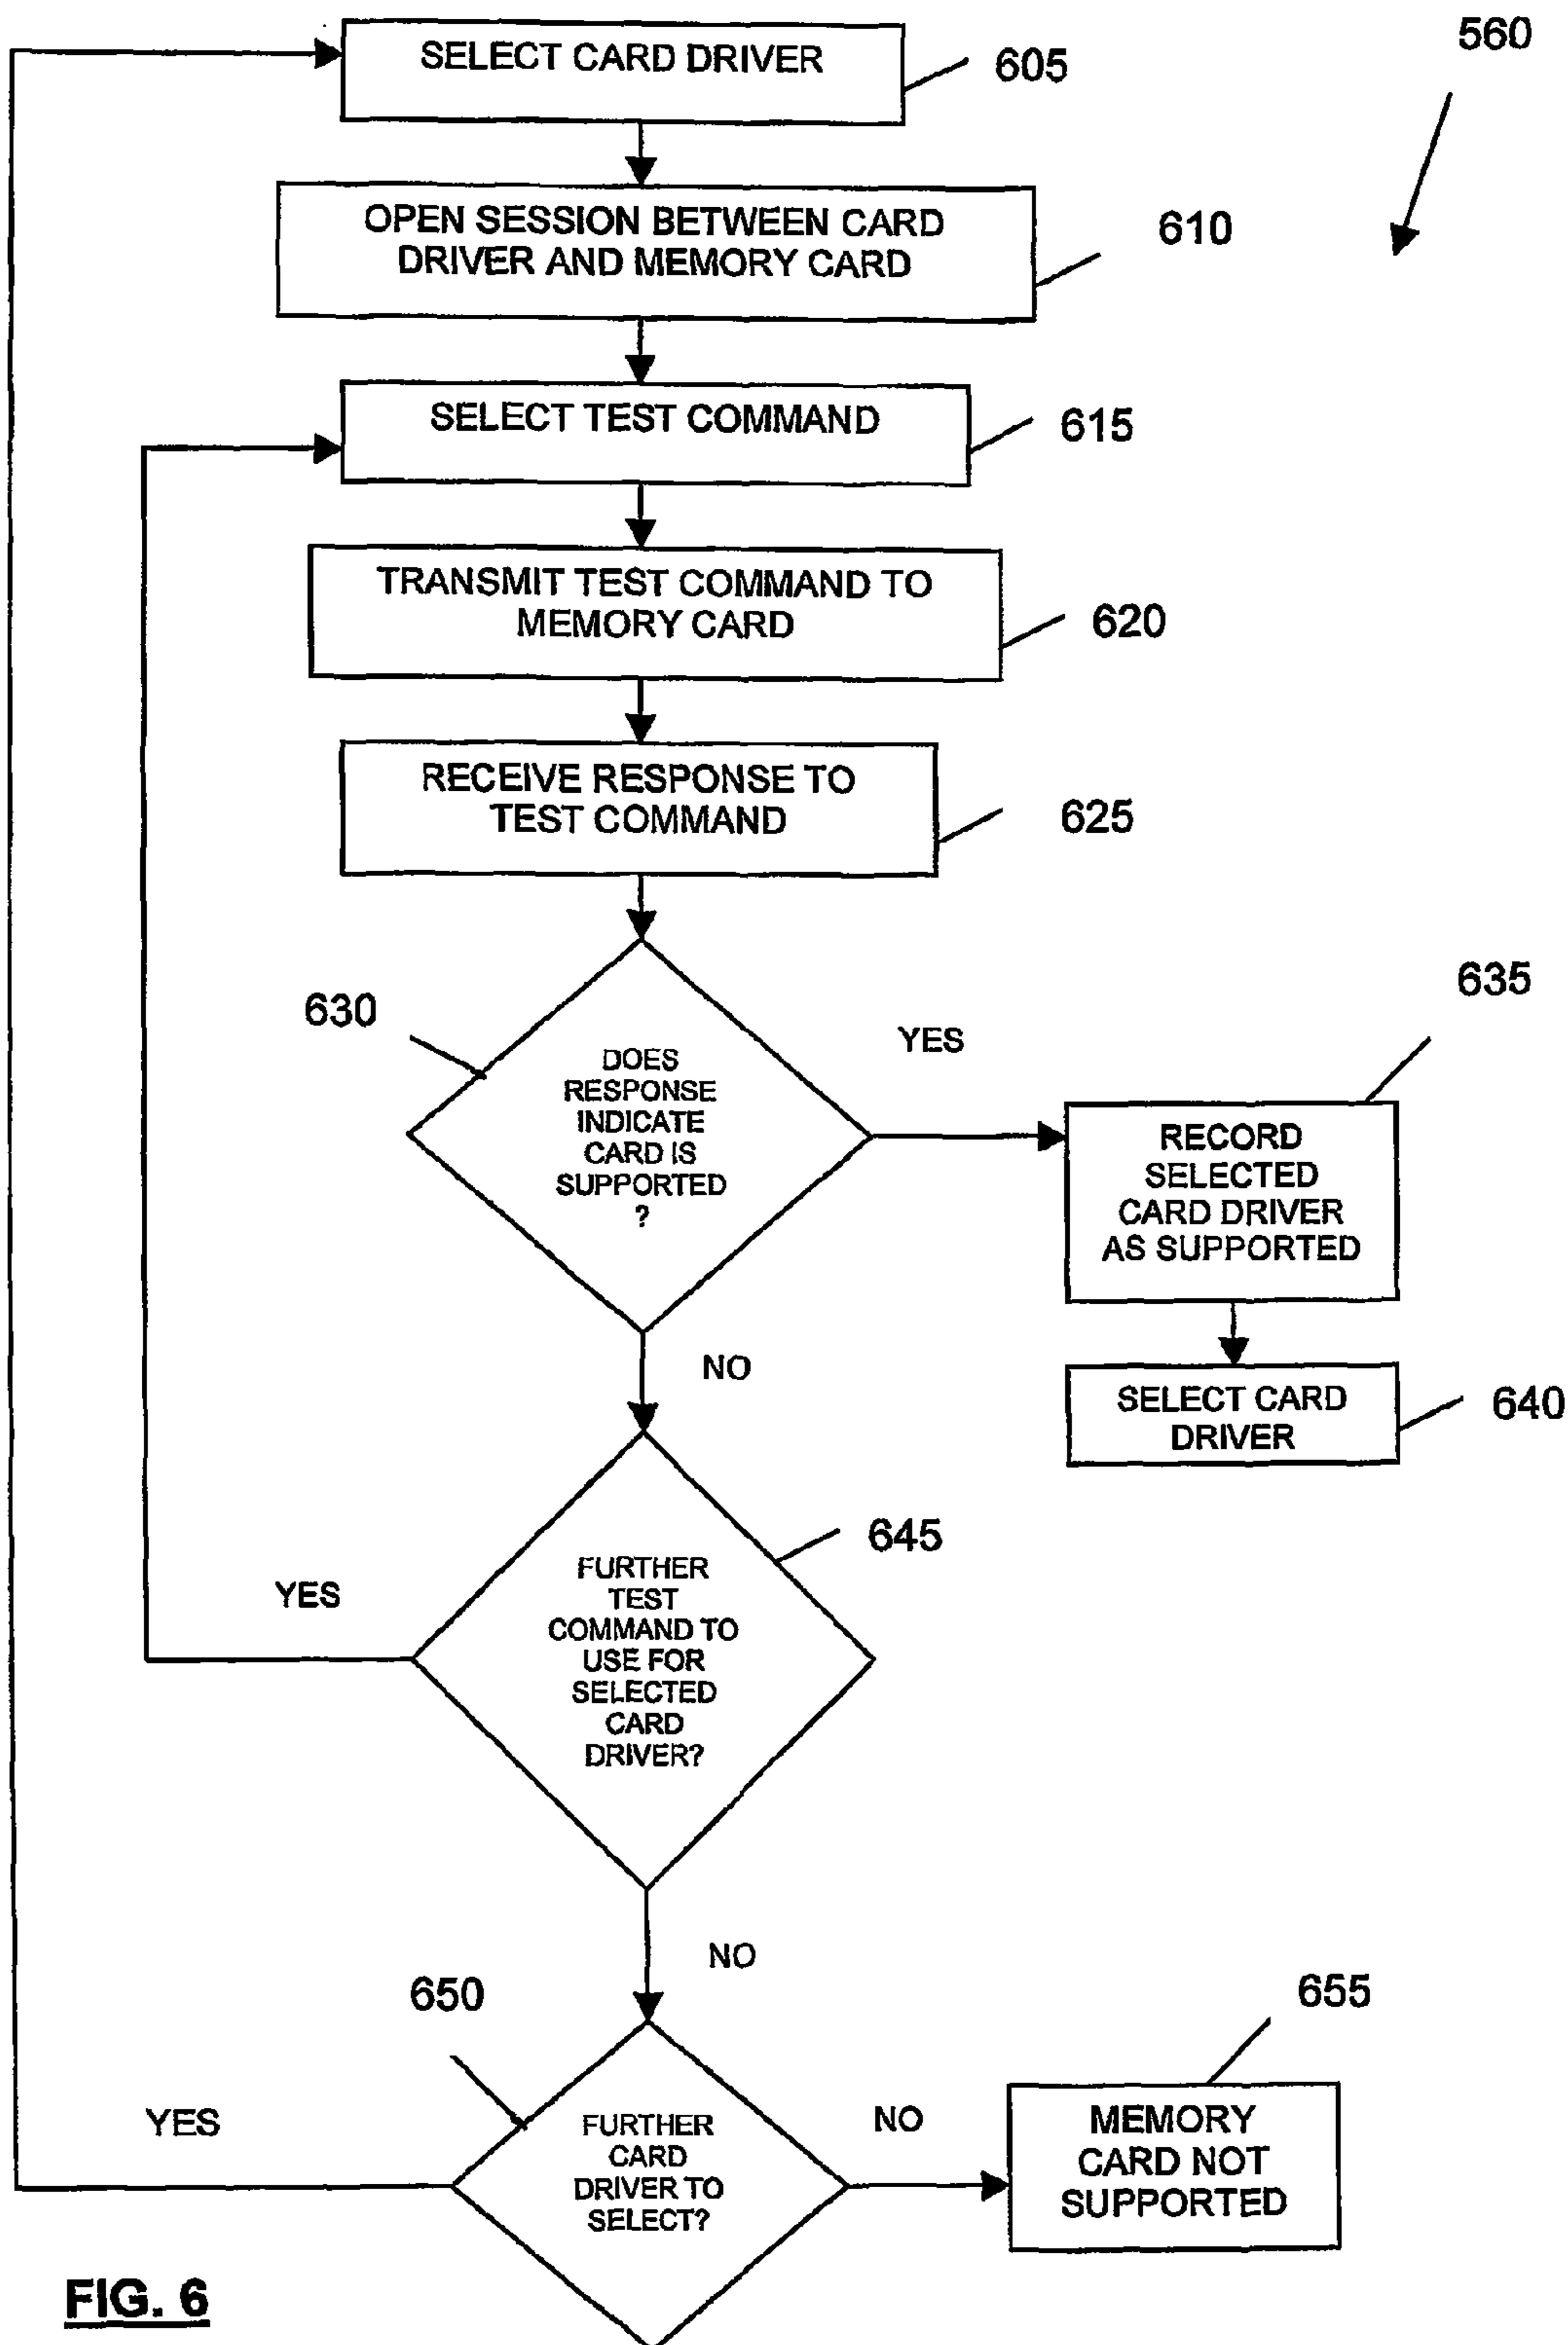 560
SELECT CARD DRIVER
605
OPEN SESSION BETWEEN CARD
DRIVER AND MEMORY CARD
610
SELECT TEST COMMAND
615
TRANSMIT TEST COMMAND TO
MEMORY CARD
620
RECEIVE RESPONSE TO
TEST COMMAND
625
630
DOES
RESPONSE
INDICATE
CARD IS
SUPPORTED
?
YES
635
RECORD
SELECTED
CARD DRIVER
AS SUPPORTED
NO
SELECT CARD
DRIVER
640
645
FURTHER
TEST
COMMAND TO
USE FOR
SELECTED
CARD
DRIVER?
YES
NO
650
FURTHER
CARD
DRIVER TO
SELECT?
YES
NO
655
MEMORY
CARD NOT
SUPPORTED
FIG. 6